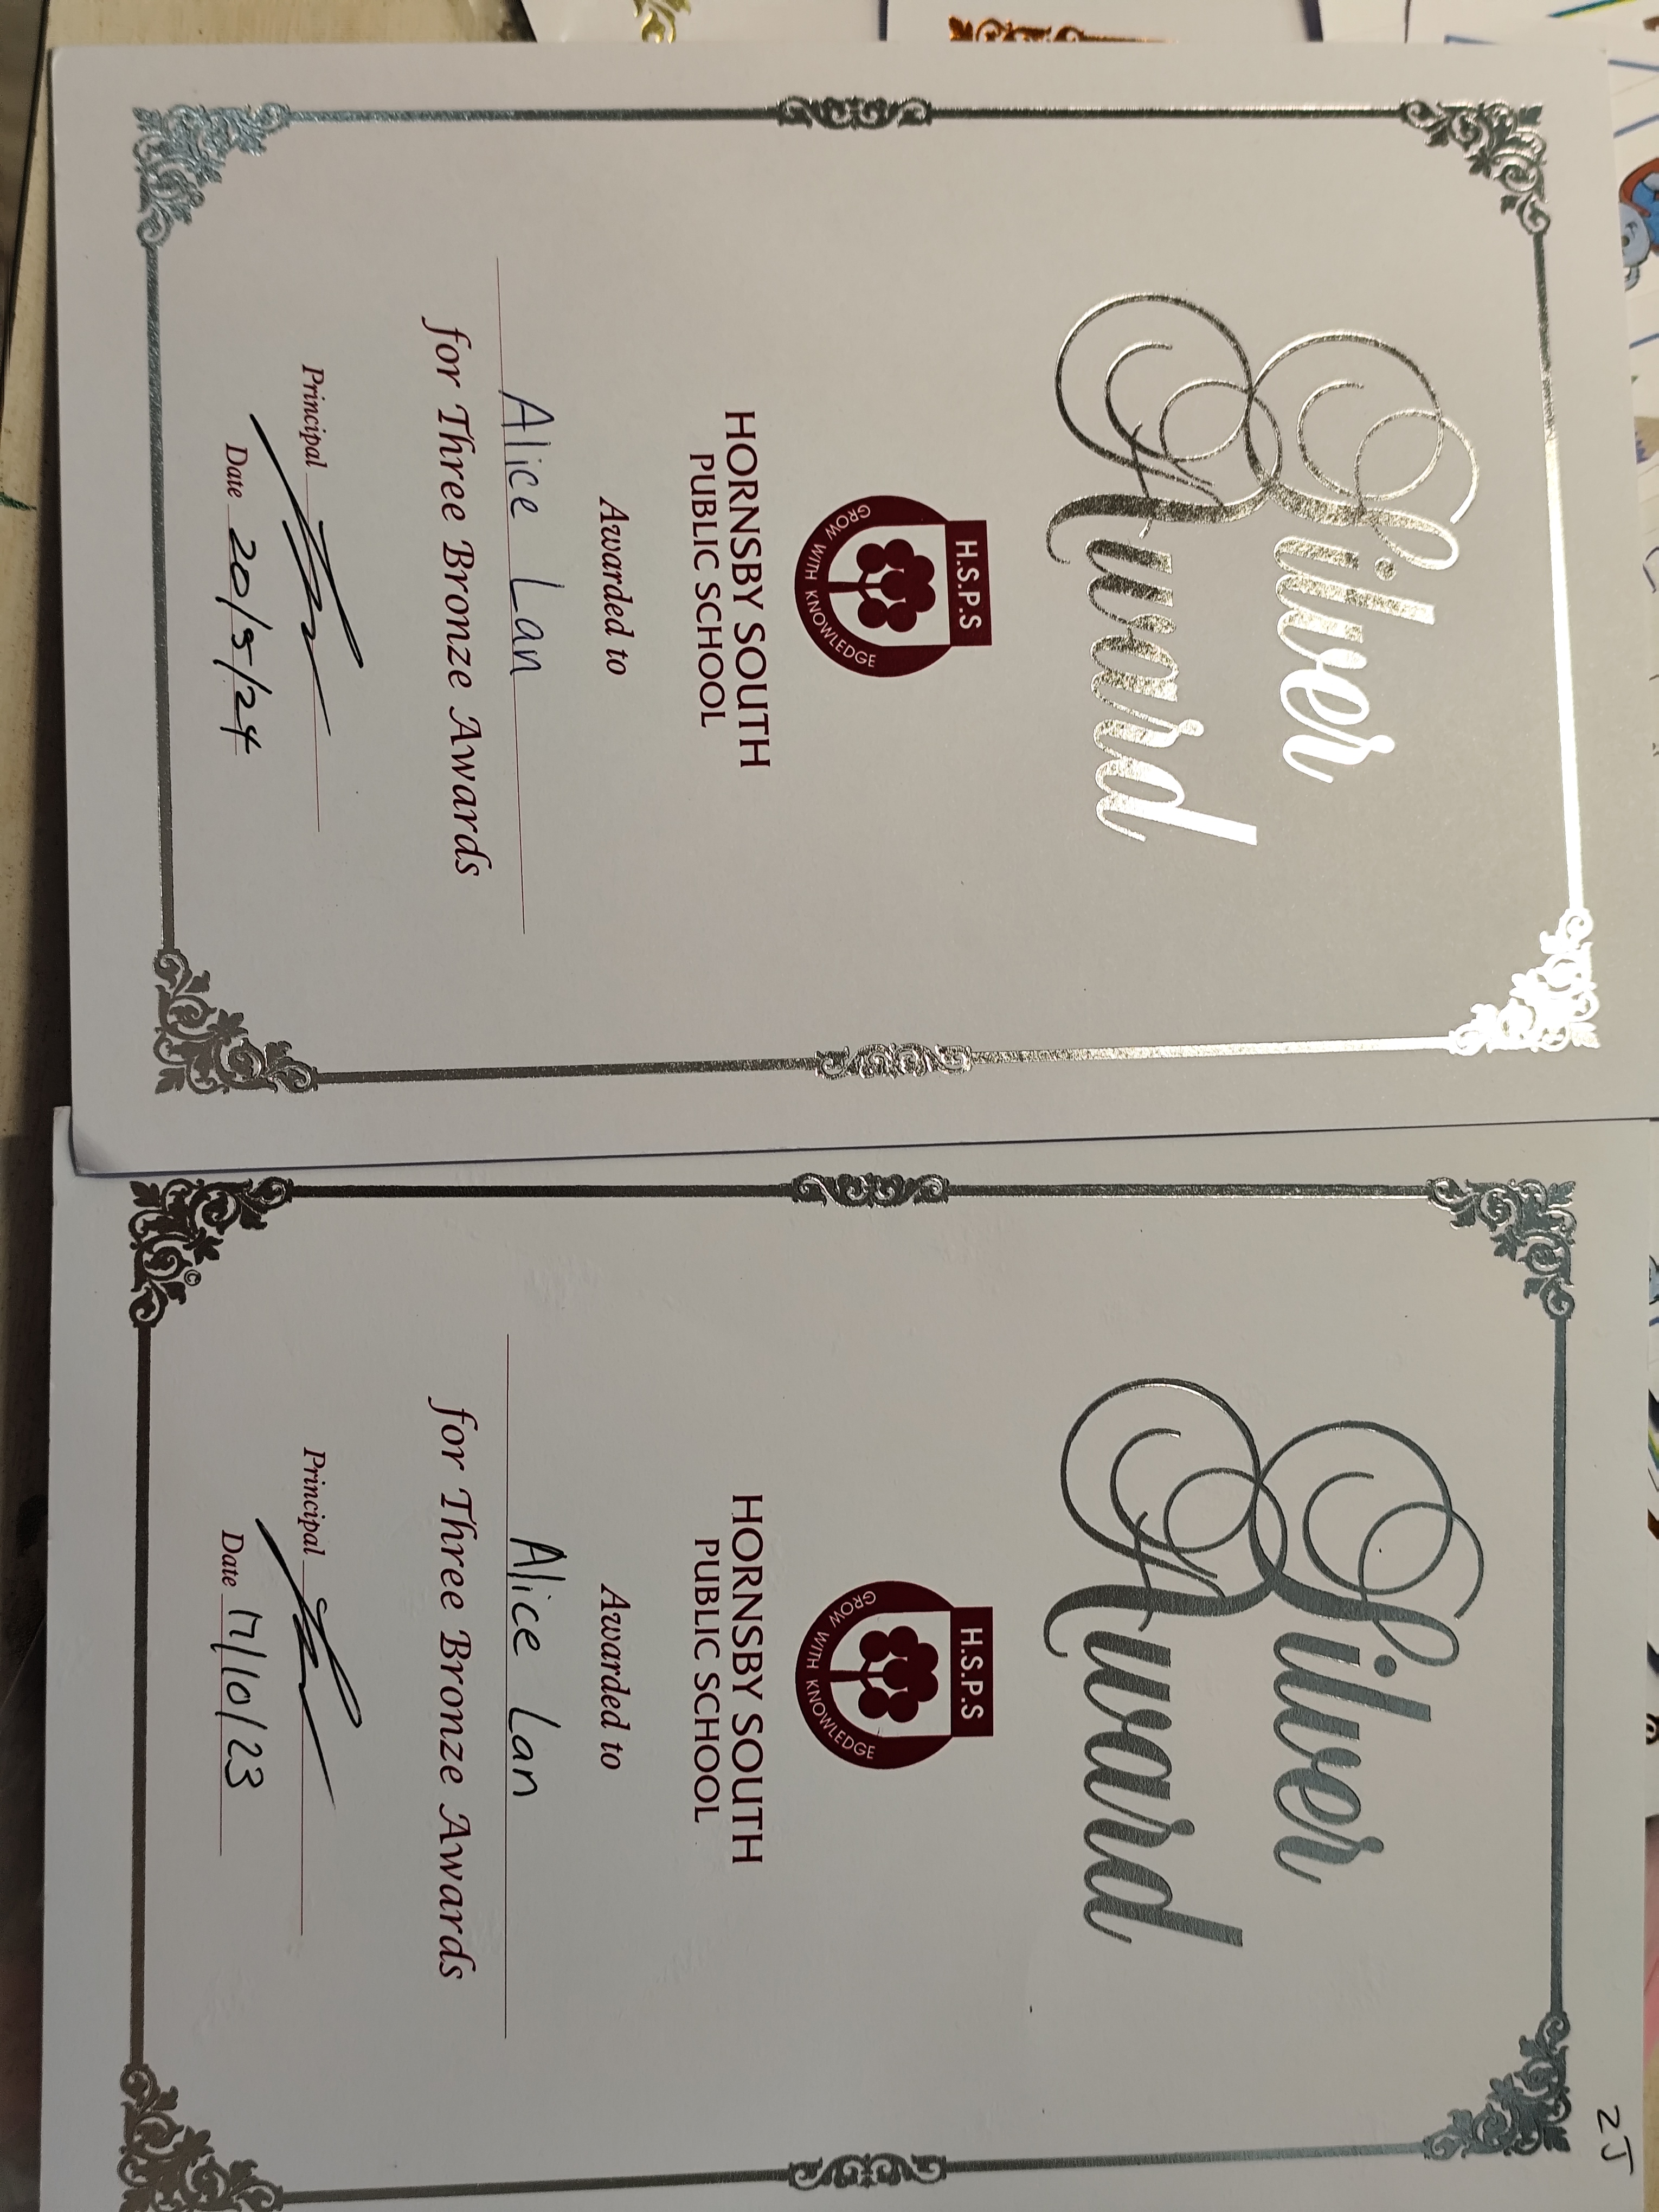 Silver
Award
H.S.P.S
GROW WITH KNOWLEDGE
HORNSBY SOUTH
PUBLIC SCHOOL
Awarded to
Alice Lan
for Three Bronze Awards
Principal
Date 20/5/24
2J
Silver
Award
H.S.P.S
GROW WITH KNOWLEDGE
HORNSBY SOUTH
PUBLIC SCHOOL
Awarded to
Alice Lan
for Three Bronze Awards
Principal
Date 17/10/23
©